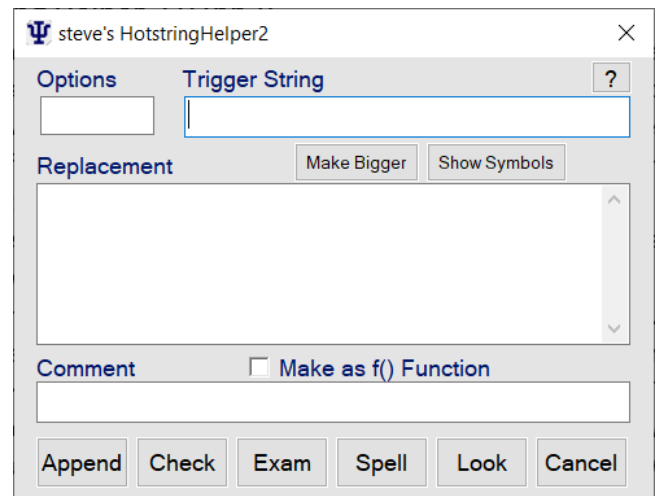 Ψ steve's HotstringHelper2
Options Trigger String ?
Replacement Make Bigger Show Symbols
Comment Make as f() Function
Append Check Exam Spell Look Cancel